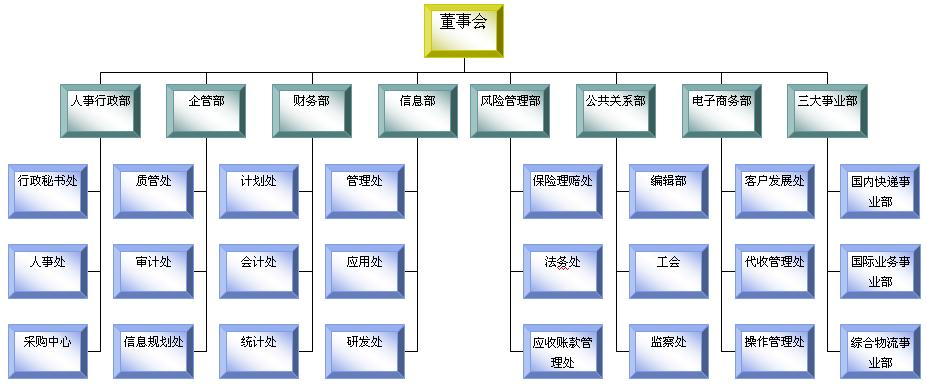 董事会
人事行政部
企管部
财务部
信息部
风险管理部
公共关系部
电子商务部
三大事业部
行政秘书处
质管处
计划处
管理处
保险理赔处
编辑部
客户发展处
国内快递事
业部
人事处
审计处
会计处
应用处
法务处
工会
代收管理处
国际业务事
业部
采购中心
信息规划处
统计处
研发处
应收账款管
理处
监察处
操作管理处
综合物流事
业部